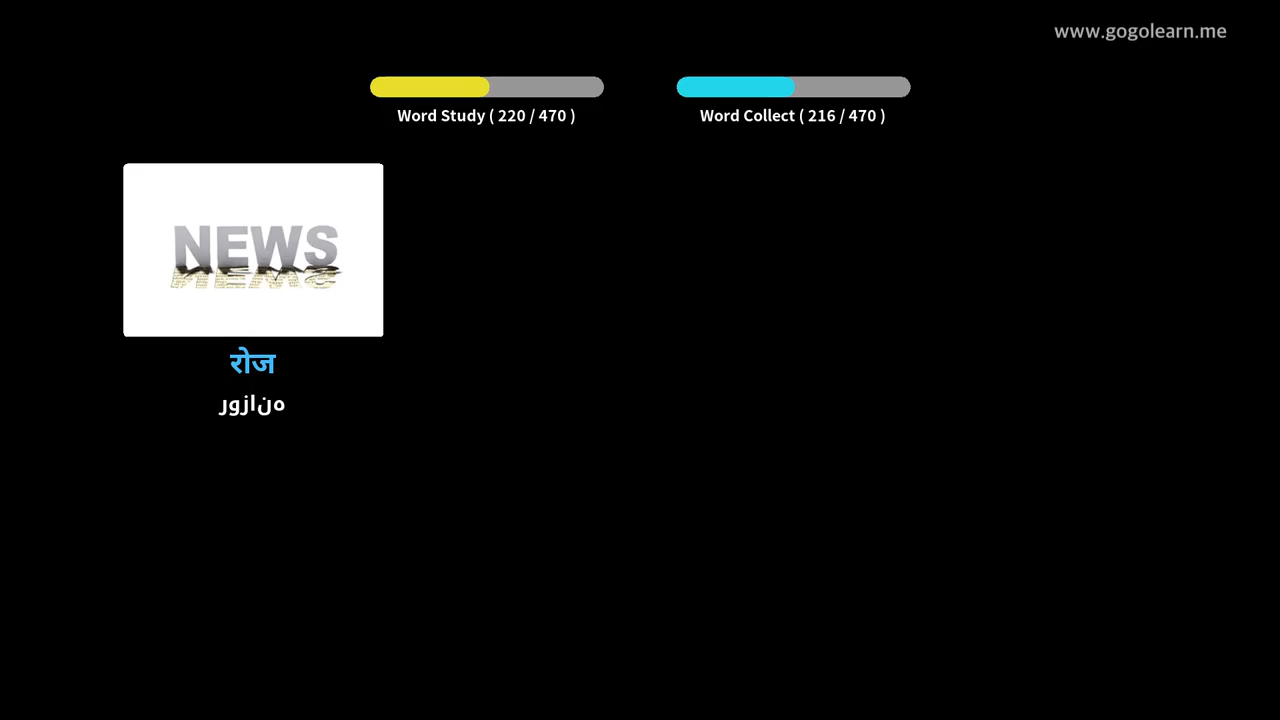 www.gogolearn.me
Word Study ( 220 / 470 )
Word Collect ( 216 / 470 )
NEWS
रोज
روزانہ